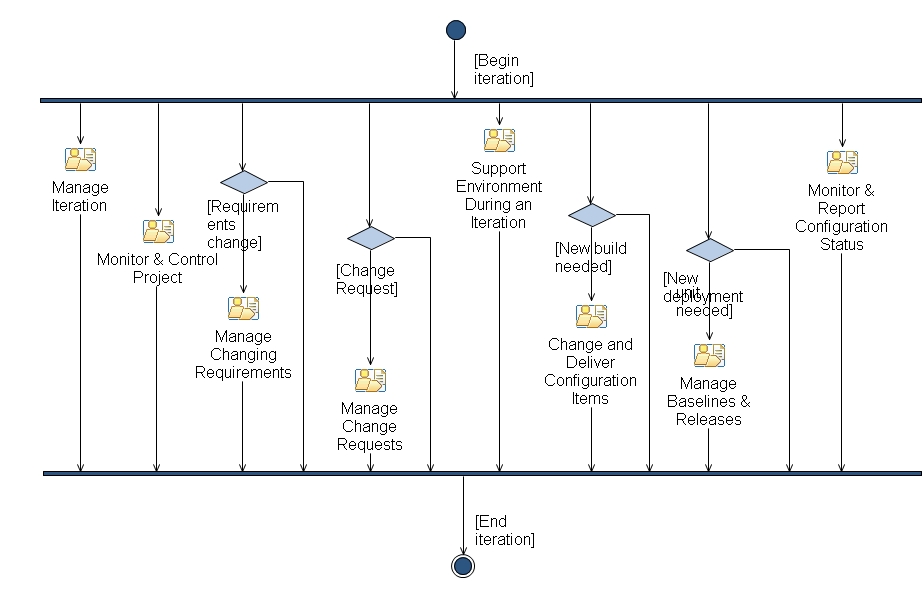 [Begin
iteration]
Manage
Iteration
Monitor & Control
Project
[Requirem
ents
change]
Manage
Changing
Requirements
[Change
Request]
Manage
Change
Requests
Support
Environment
During an
Iteration
[New build
needed]
Change and
Deliver
Configuration
Items
[New
unit
deployment
needed]
Manage
Baselines &
Releases
Monitor &
Report
Configuration
Status
[End
iteration]